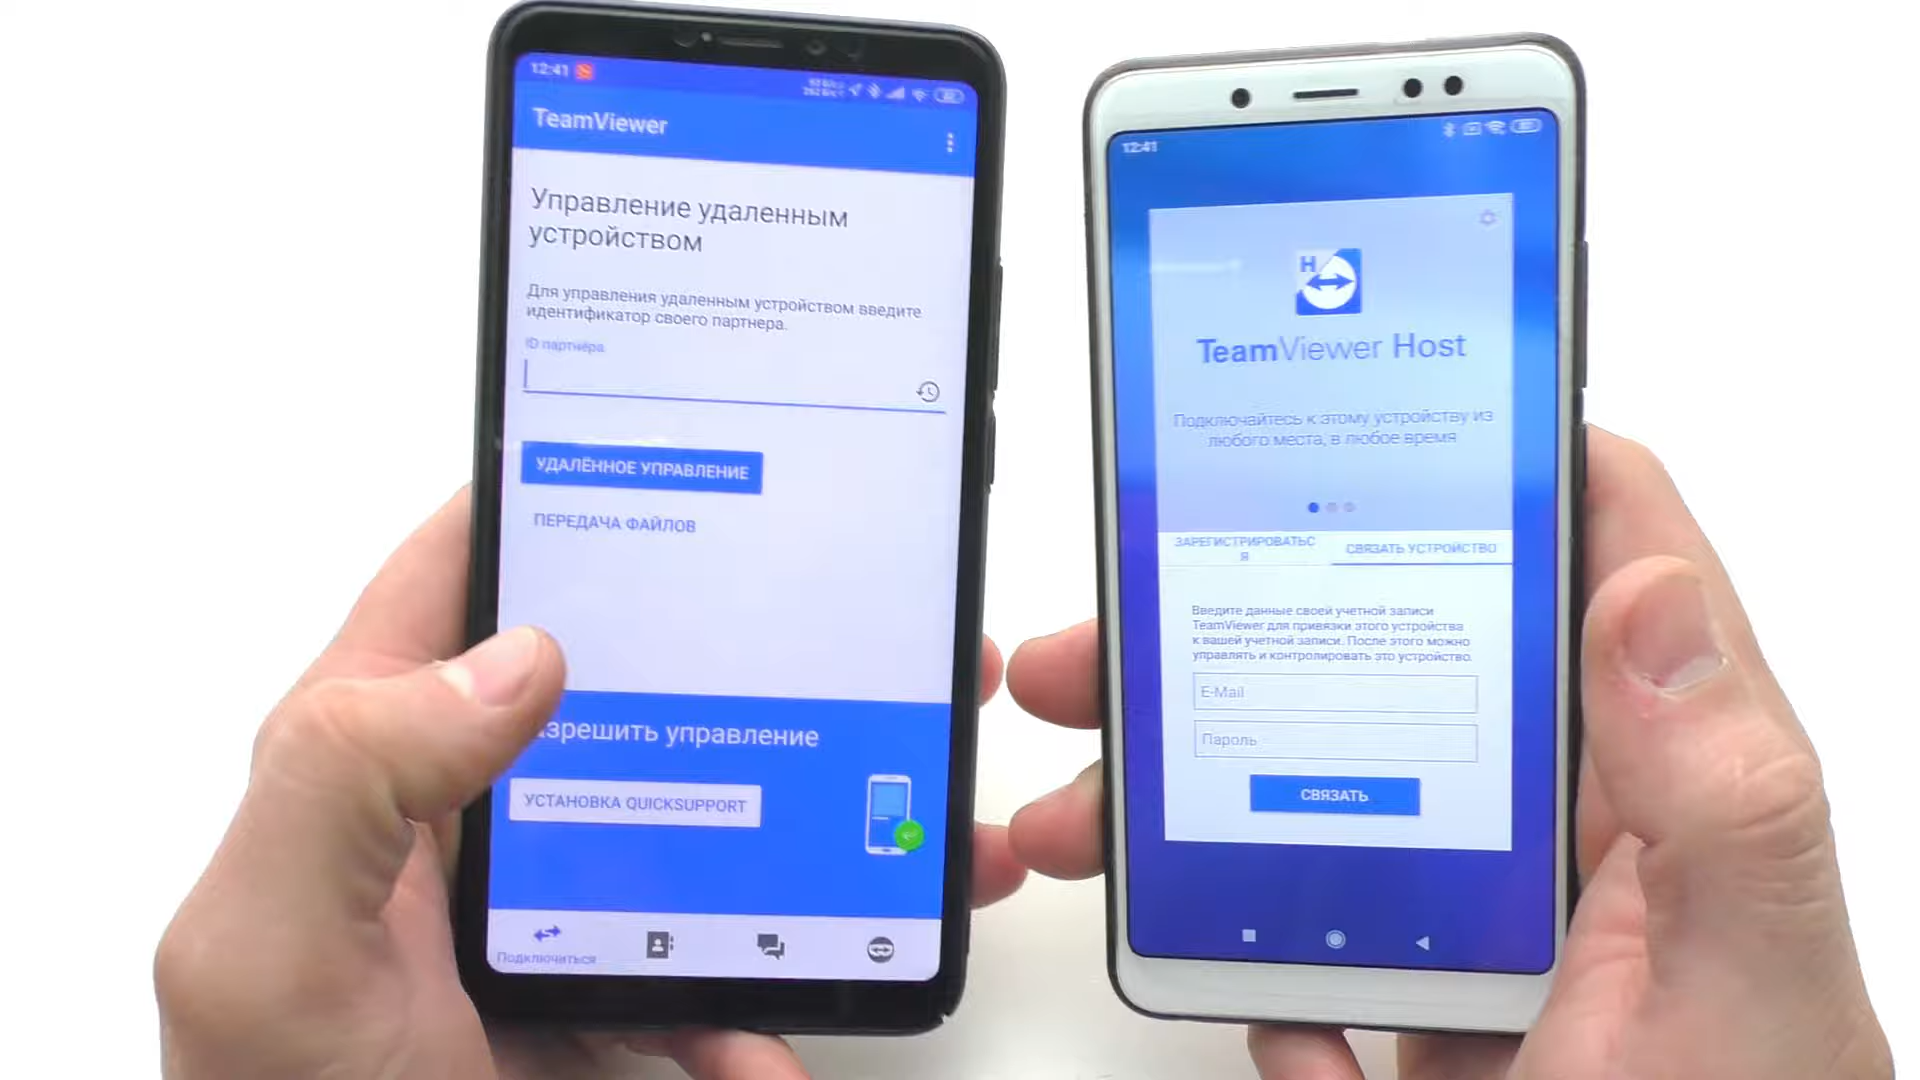 12:41
TeamViewer
Управление удаленным
устройством
Для управления удаленным устройством введите
идентификатор своего партнера.
ID партнёра
УДАЛЁННОЕ УПРАВЛЕНИЕ
ПЕРЕДАЧА ФАЙЛОВ
азрешить управление
УСТАНОВКА QUICKSUPPORT
Подключиться
12:41
H
TeamViewer Host
Подключайтесь к этому устройству из
любого места, в любое время
ЗАРЕГИСТРИРОВАТЬС
Я
СВЯЗАТЬ УСТРОЙСТВО
Введите данные своей учетной записи
TeamViewer для привязки этого устройства
к вашей учетной записи. После этого можно
управлять и контролировать это устройство.
E-Mail
Пароль
СВЯЗАТЬ